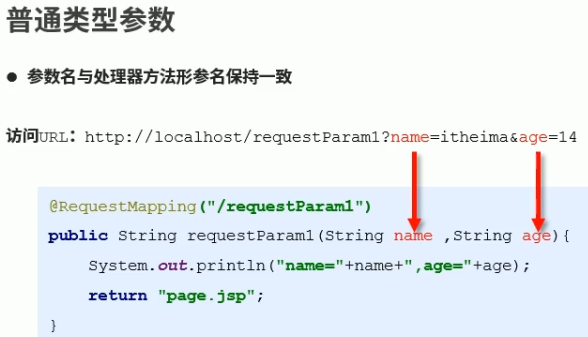 普通类型参数
● 参数名与处理器方法形参名保持一致
访问URL：http://localhost/requestParam1?name=itheima&age=14
@RequestMapping("/requestParam1")
public String requestParam1(String name ,String age){
System.out.println("name="+name+",age="+age);
return "page.jsp";
}